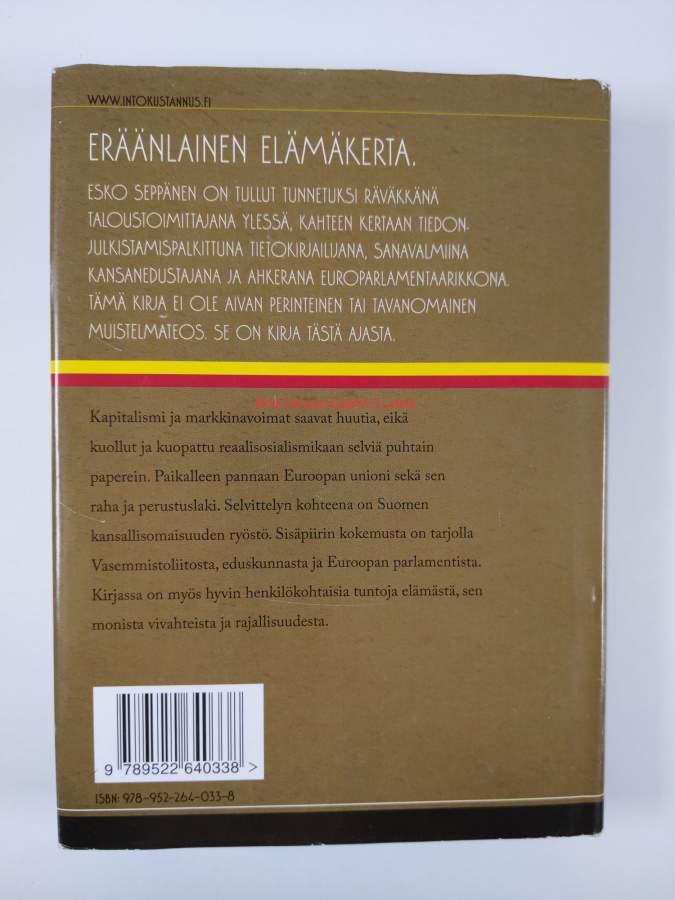 WWW.INTOKUSTANNUS.FI
ERÄÄNLAINEN ELÄMÄKERTA.
ESKO SEPPÄNEN ON TULLUT TUNNETUKSI RÄVÄKKÄNÄ
TALOUSTOIMITTAJANA YLESSÄ, KAHTEEN KERTAAN TIEDON-
JULKISTAMISPALKITTUNA TIETOKIRJAILIJANA, SANAVALMIINA
KANSANEDUSTAJANA JA AHKERANA EUROPARLAMENTAARIKKONA.
TÄMÄ KIRJA EI OLE AIVAN PERINTEINEN TAI TAVANOMAINEN
MUISTELMATEOS. SE ON KIRJA TÄSTÄ AJASTA.
Kapitalismi ja markkinavoimat saavat huutia, eikä
kuollut ja kuopattu reaalisosialismikaan selviä puhtain
paperein. Paikalleen pannaan Euroopan unioni sekä sen
raha ja perustuslaki. Selvittelyn kohteena on Suomen
kansallisomaisuuden ryöstö. Sisäpiirin kokemusta on tarjolla
Vasemmistoliitosta, eduskunnasta ja Euroopan parlamentista.
Kirjassa on myös hyvin henkilökohtaisia tuntoja elämästä, sen
monista vivahteista ja rajallisuudesta.
9 789522 640338 >
ISBN: 978-952-264-033-8